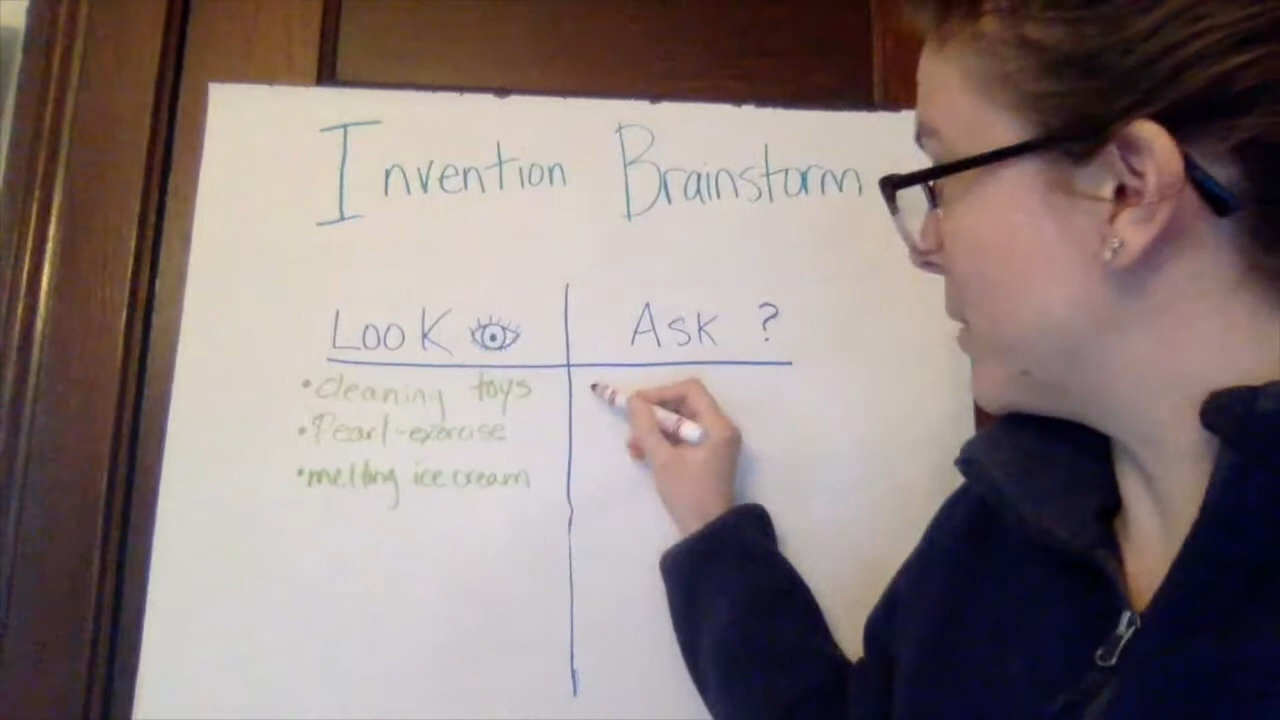 Invention Brainstorm
Look
Ask ?
• cleaning toys
• Pearl-exercise
• melting ice cream